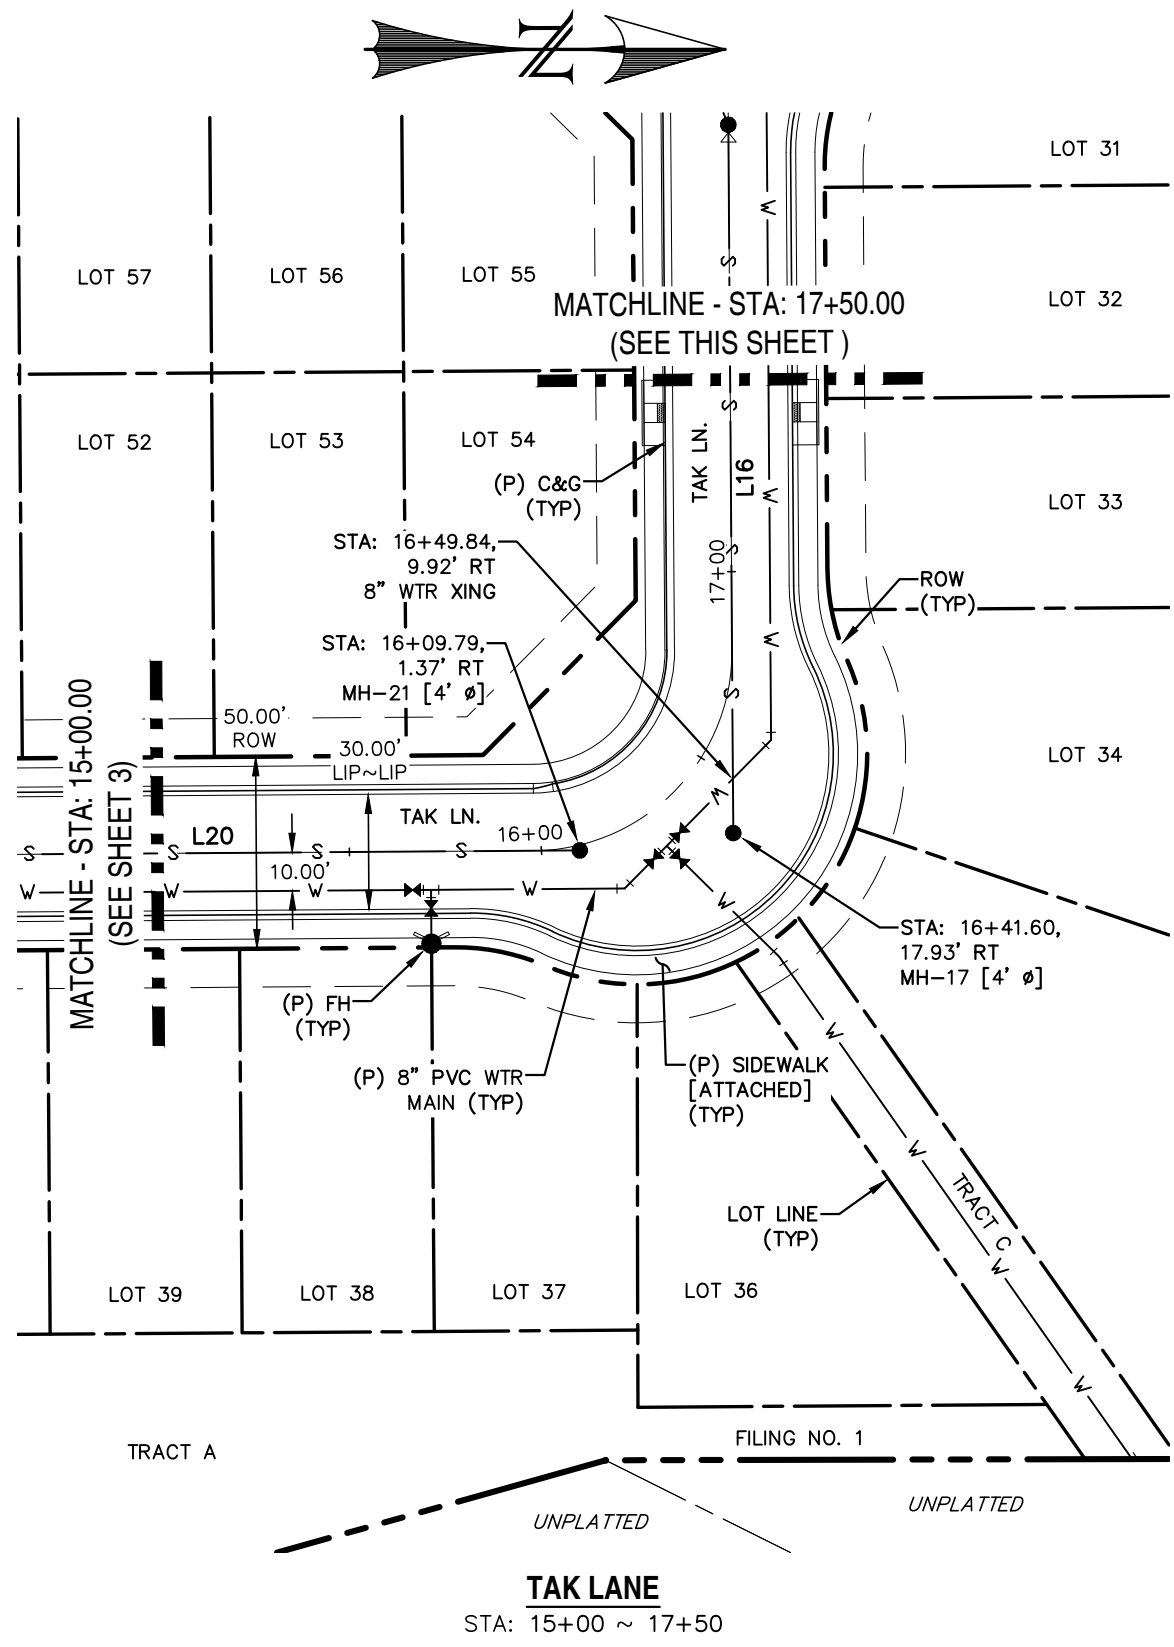 N
LOT 31
LOT 57
LOT 56
LOT 55
LOT 32
MATCHLINE - STA: 17+50.00
(SEE THIS SHEET )
S
W
LOT 52
LOT 53
LOT 54
LOT 33
(P) C&G
(TYP)
TAK LN.
L16
S
W
STA: 16+49.84,
9.92' RT
8" WTR XING
17+00
S
ROW
(TYP)
STA: 16+09.79,
1.37' RT
MH-21 [4' ø]
W
S
50.00'
ROW
30.00'
LIP~LIP
LOT 34
MATCHLINE - STA: 15+00.00
(SEE SHEET 3)
TAK LN.
L20
16+00
S
S
S
S
10.00'
W
W
W
W
W
W
STA: 16+41.60,
17.93' RT
MH-17 [4' ø]
(P) FH
(TYP)
(P) 8" PVC WTR
MAIN (TYP)
(P) SIDEWALK
[ATTACHED]
(TYP)
W
W
TRACT C
W
W
LOT LINE
(TYP)
LOT 39
LOT 38
LOT 37
LOT 36
TRACT A
FILING NO. 1
UNPLATTED
UNPLATTED
TAK LANE
STA: 15+00 ~ 17+50